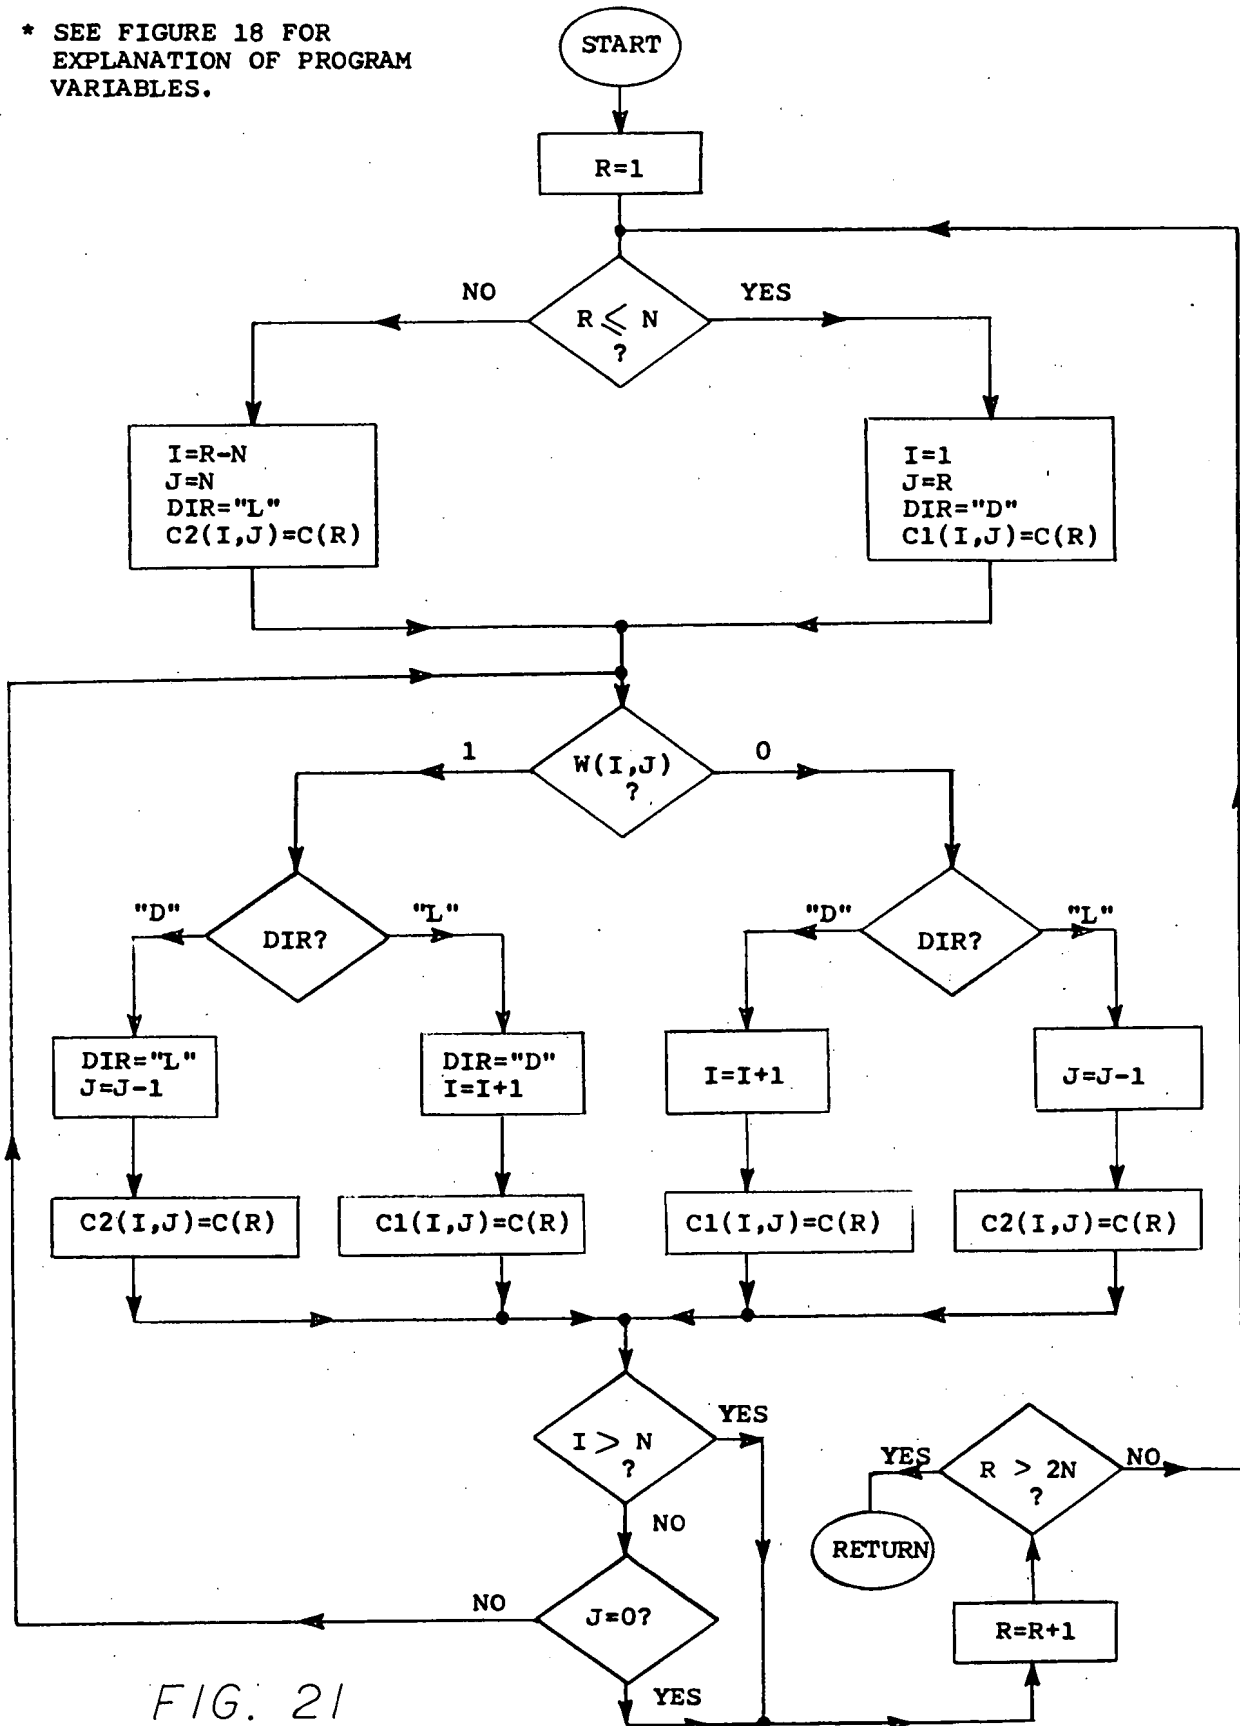 * SEE FIGURE 18 FOR
EXPLANATION OF PROGRAM
VARIABLES.
START
R=1
NO
YES
R ⩽ N
?
I=R-N
J=N
DIR="L"
C2(I,J)=C(R)
I=1
J=R
DIR="D"
C1(I,J)=C(R)
1
W(I,J)
?
0
"D"
DIR?
"L"
"D"
DIR?
"L"
DIR="L"
J=J-1
DIR="D"
I=I+1
I=I+1
J=J-1
C2(I,J)=C(R)
C1(I,J)=C(R)
C1(I,J)=C(R)
C2(I,J)=C(R)
I > N
?
YES
NO
YES
R > 2N
?
NO
RETURN
NO
J=0?
YES
R=R+1
FIG. 21